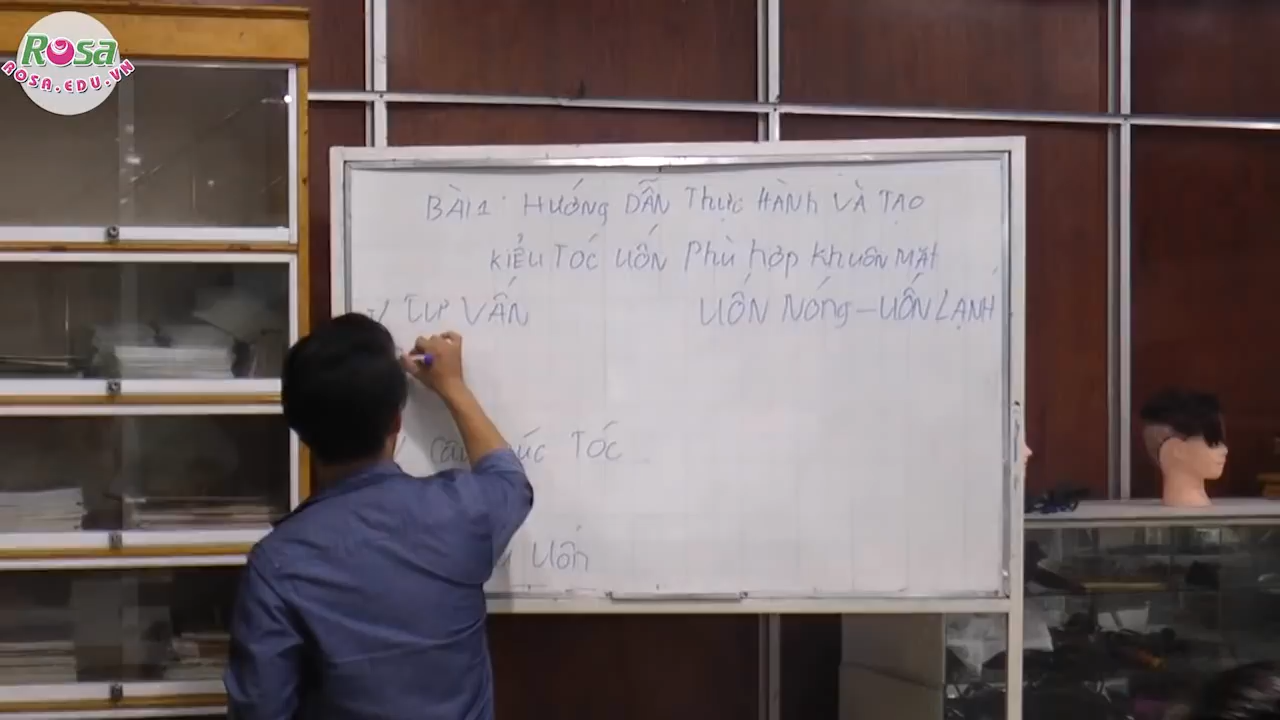 Rosa
ROSA.EDU.VN
BÀI 1: HƯỚNG DẪN THỰC HÀNH VÀ TẠO
KIỂU TÓC UỐN PHÙ HỢP KHUÔN MẶT
TƯ VẤN
UỐN NÓNG – UỐN LẠNH
TÓC
UỐN